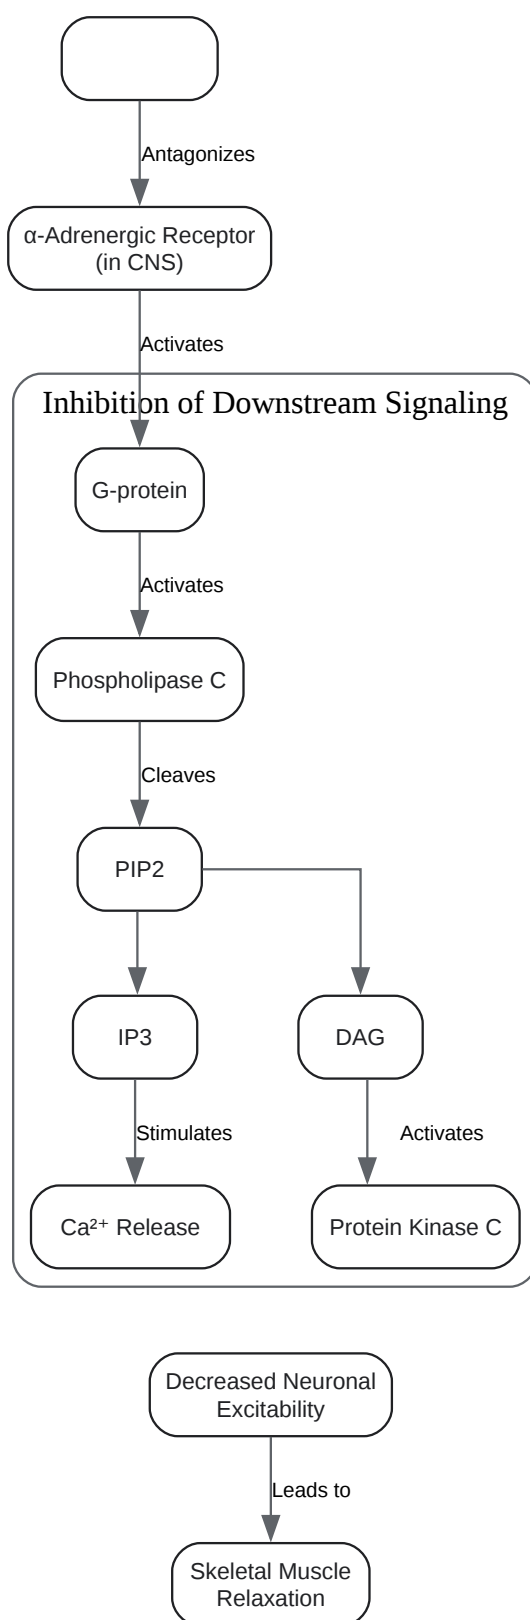 Antagonizes
α-Adrenergic Receptor
(in CNS)
Activates
Inhibition of Downstream Signaling
G-protein
Activates
Phospholipase C
Cleaves
PIP2
IP3
DAG
Stimulates
Activates
Ca²⁺ Release
Protein Kinase C
Decreased Neuronal
Excitability
Leads to
Skeletal Muscle
Relaxation